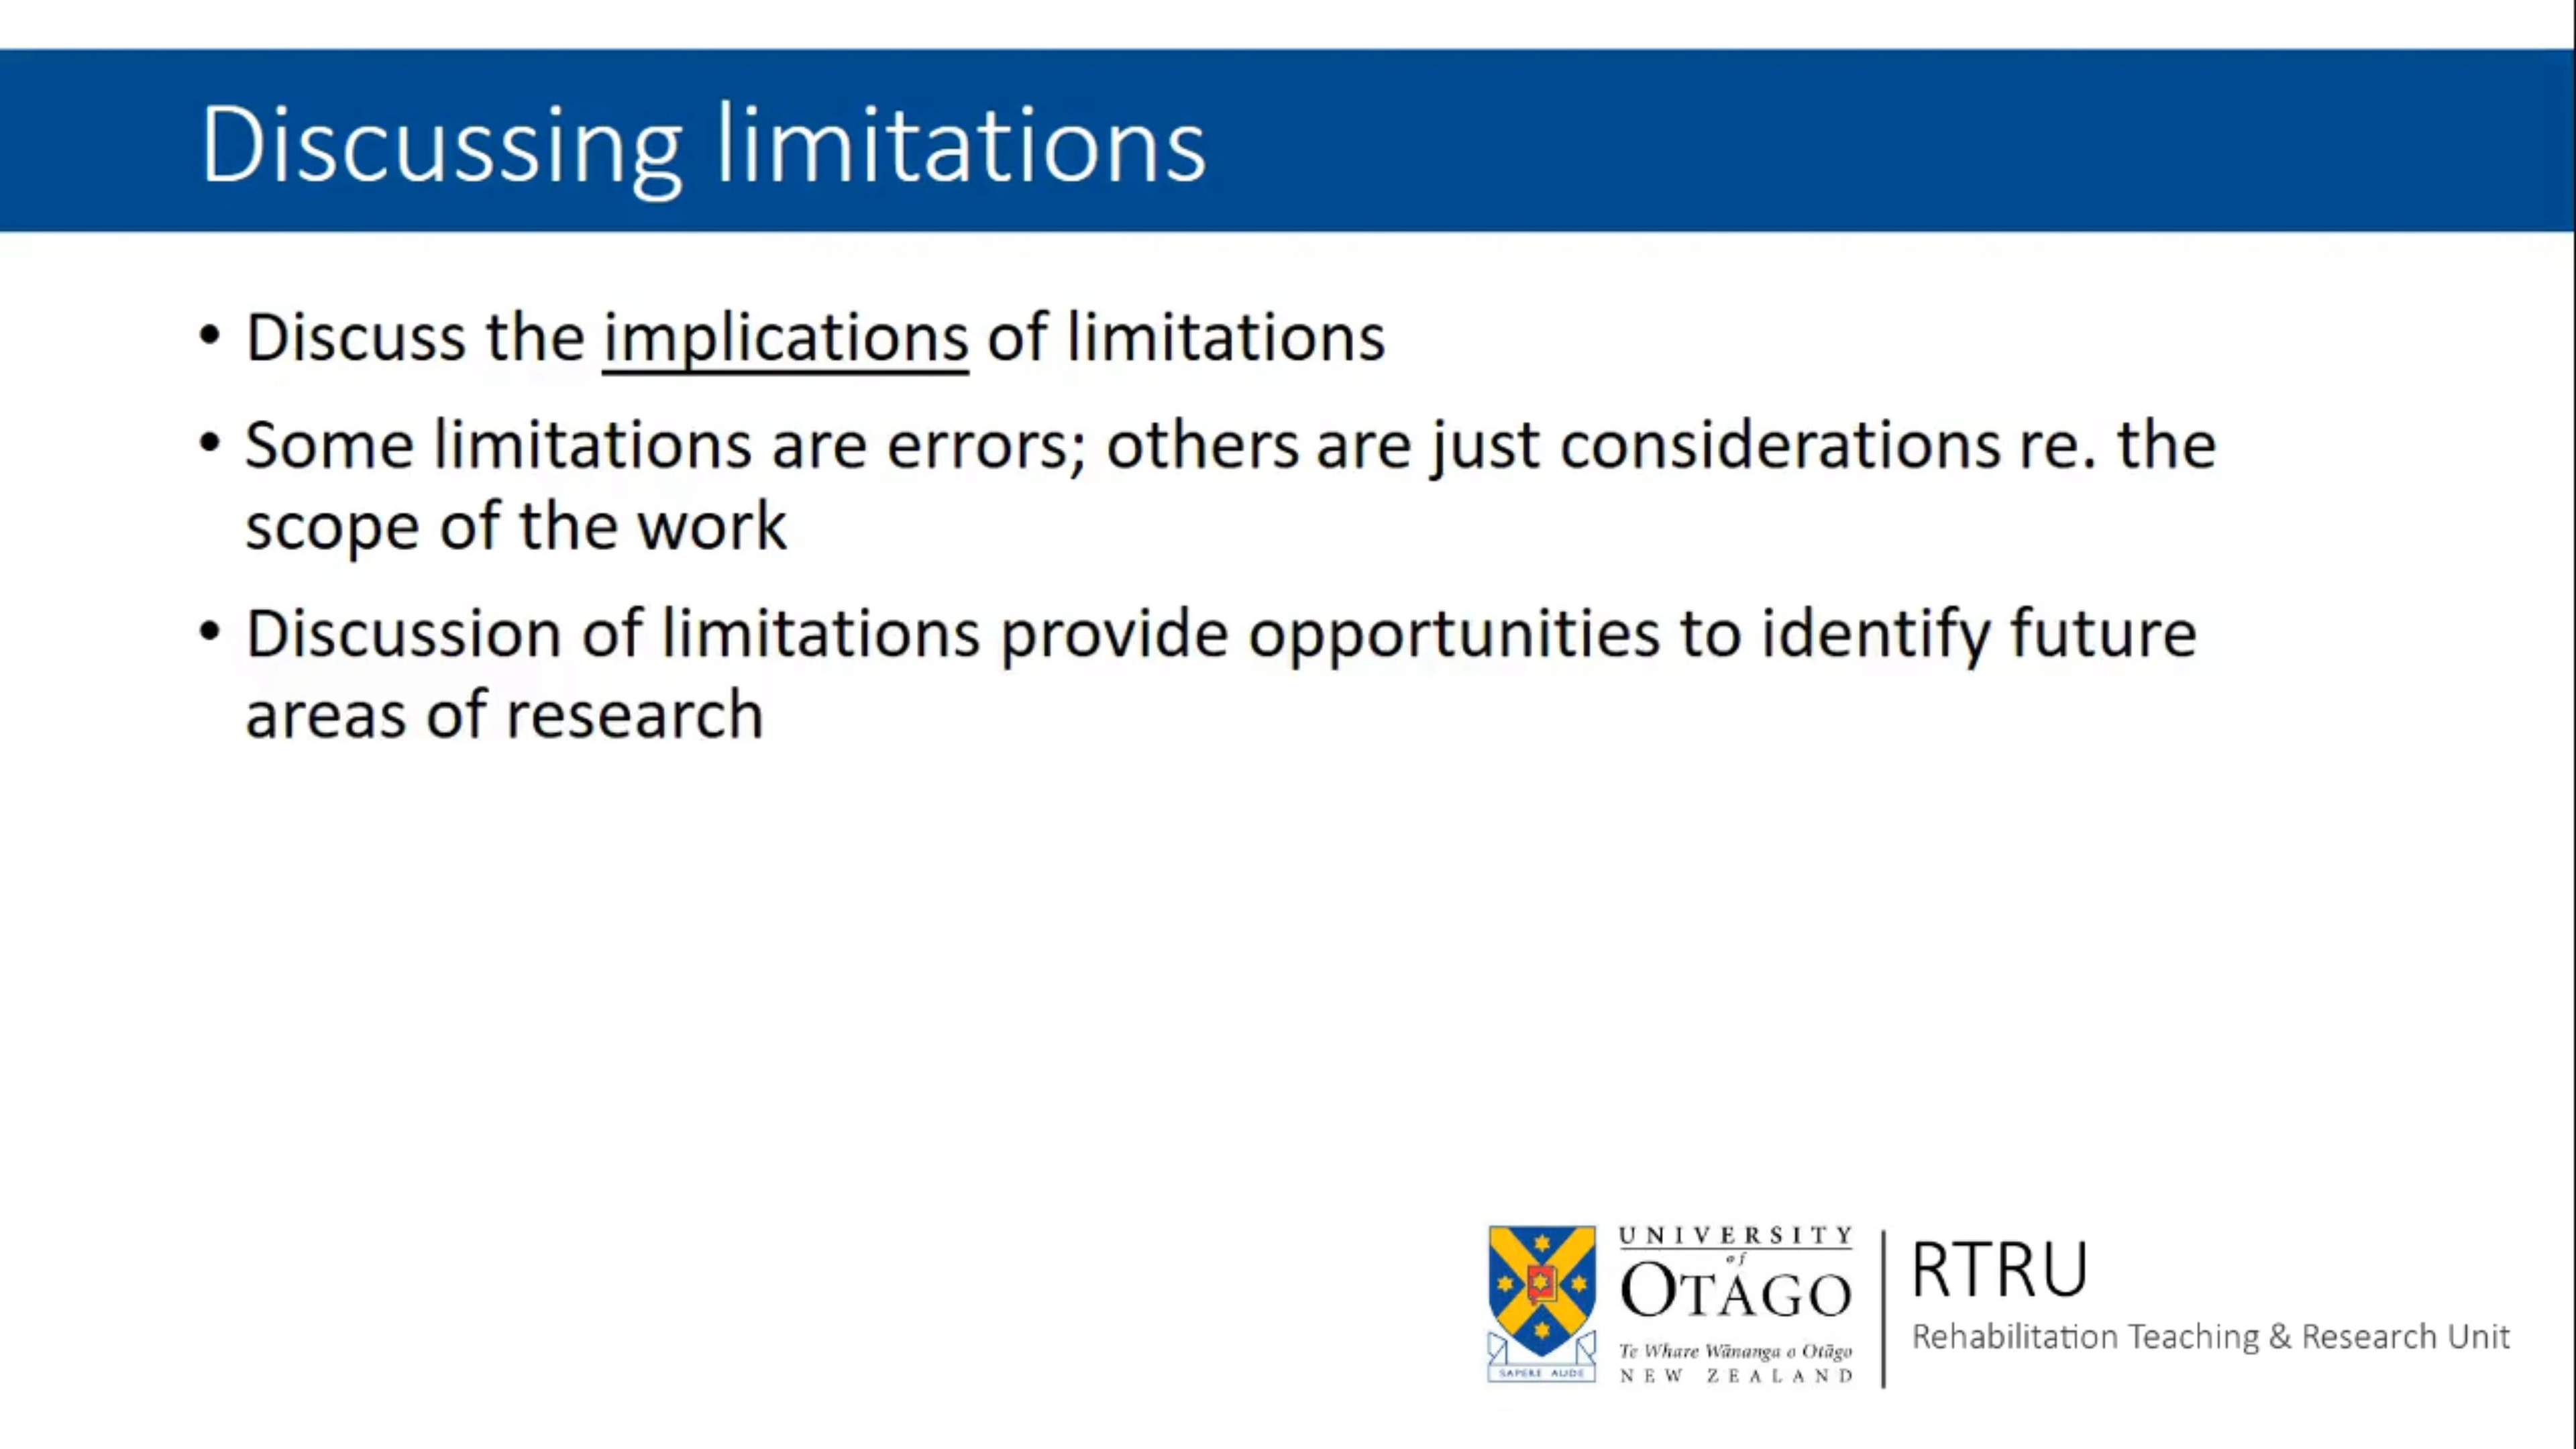 Discussing limitations
• Discuss the implications of limitations
• Some limitations are errors; others are just considerations re. the
scope of the work
• Discussion of limitations provide opportunities to identify future
areas of research
UNIVERSITY
of
OTAGO
Te Whare Wānanga o Otāgo
NEW ZEALAND
SAPERE AUDE
RTRU
Rehabilitation Teaching & Research Unit